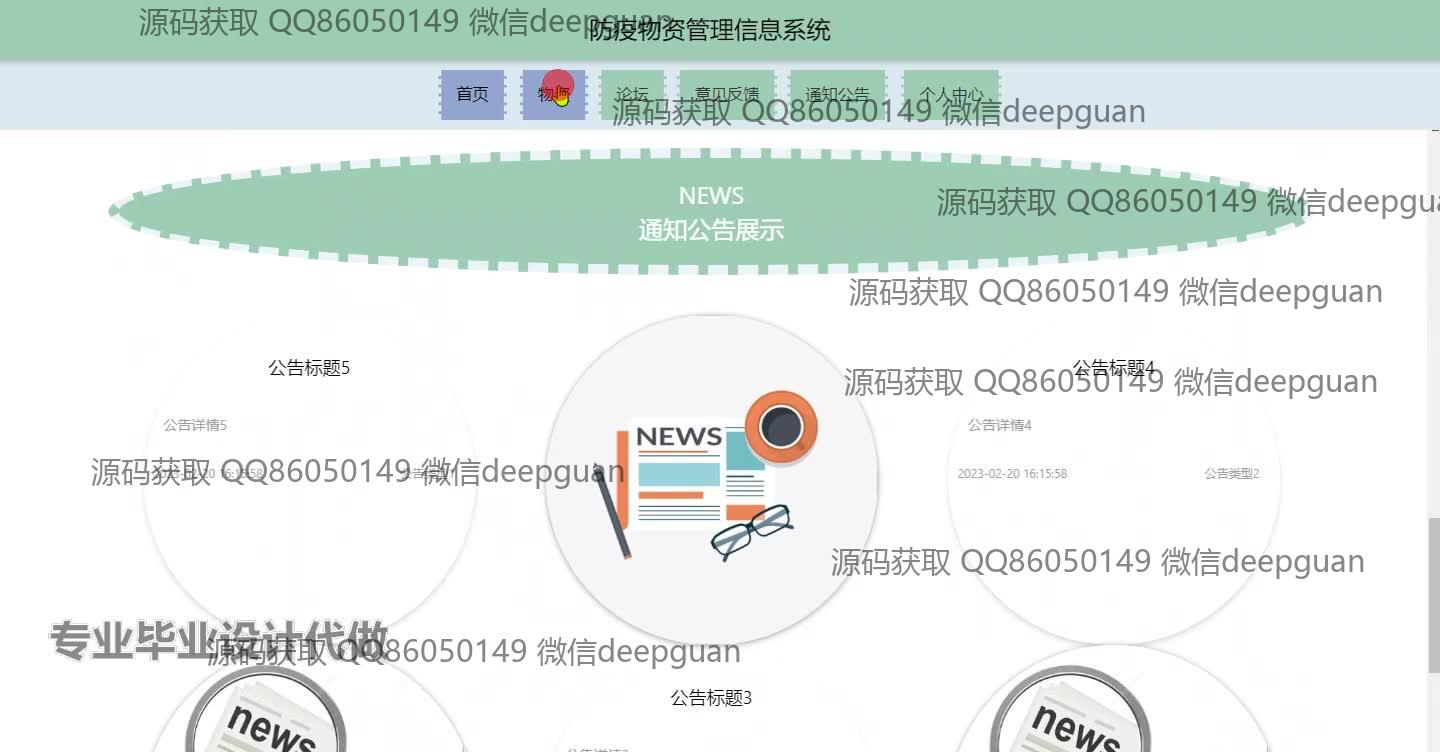 源码获取 QQ86050149 微信deepguan
防疫物资管理信息系统
首页 物资 论坛 意见反馈 通知公告 个人中心
源码获取 QQ86050149 微信deepguan
NEWS
源码获取 QQ86050149 微信deepgua
通知公告展示
源码获取 QQ86050149 微信deepguan
公告标题5
公告标题4
源码获取 QQ86050149 微信deepguan
公告详情5
公告详情4
NEWS
源码获取 QQ86050149 微信deepguan
2023-02-20 16:15:58
2023-02-20 16:15:58 公告类型2
源码获取 QQ86050149 微信deepguan
专业毕业设计代做
源码获取 QQ86050149 微信deepguan
公告标题3
news
news